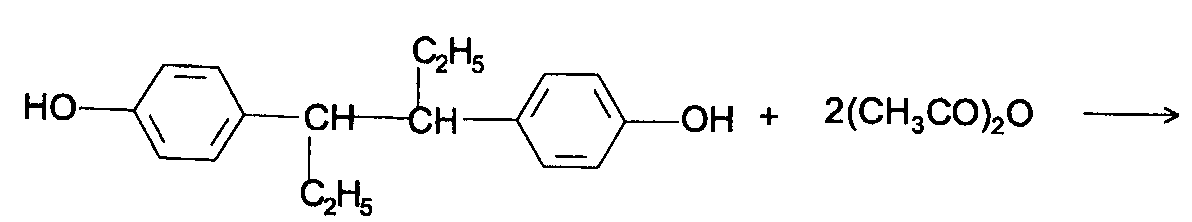 C₂H₅
HO CH CH OH + 2(CH₃CO)₂O
C₂H₅